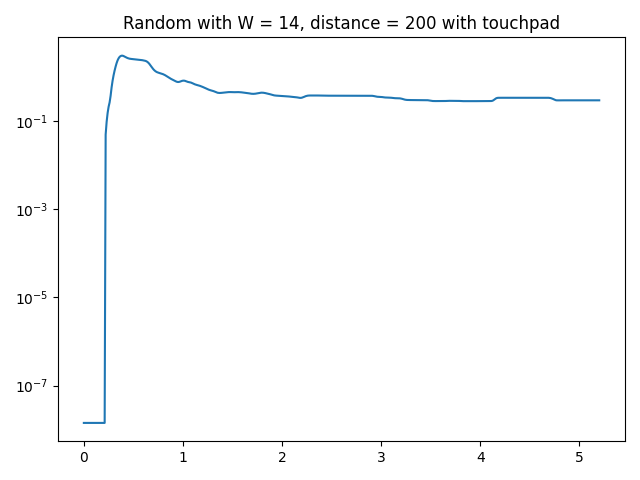 Random with W = 14, distance = 200 with touchpad
10⁻¹
10⁻³
10⁻⁵
10⁻⁷
0 1 2 3 4 5